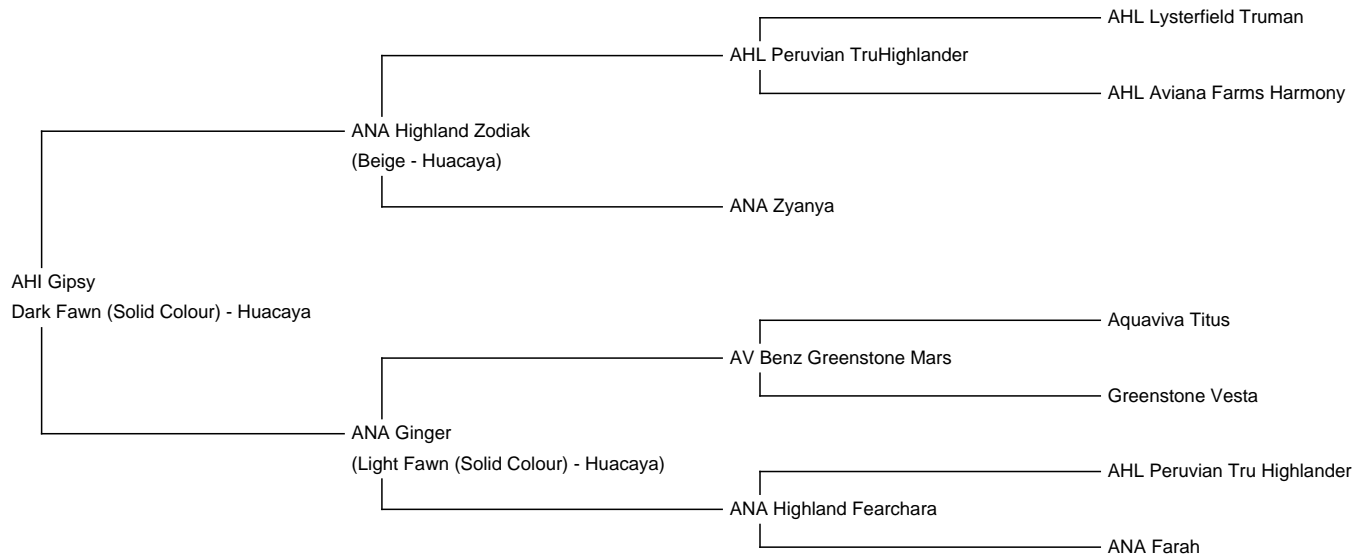 AHL Lysterfield Truman
AHL Peruvian TruHighlander
AHL Aviana Farms Harmony
ANA Highland Zodiak
(Beige - Huacaya)
ANA Zyanya
AHI Gipsy
Dark Fawn (Solid Colour) - Huacaya
Aquaviva Titus
AV Benz Greenstone Mars
Greenstone Vesta
ANA Ginger
(Light Fawn (Solid Colour) - Huacaya)
AHL Peruvian Tru Highlander
ANA Highland Fearchara
ANA Farah